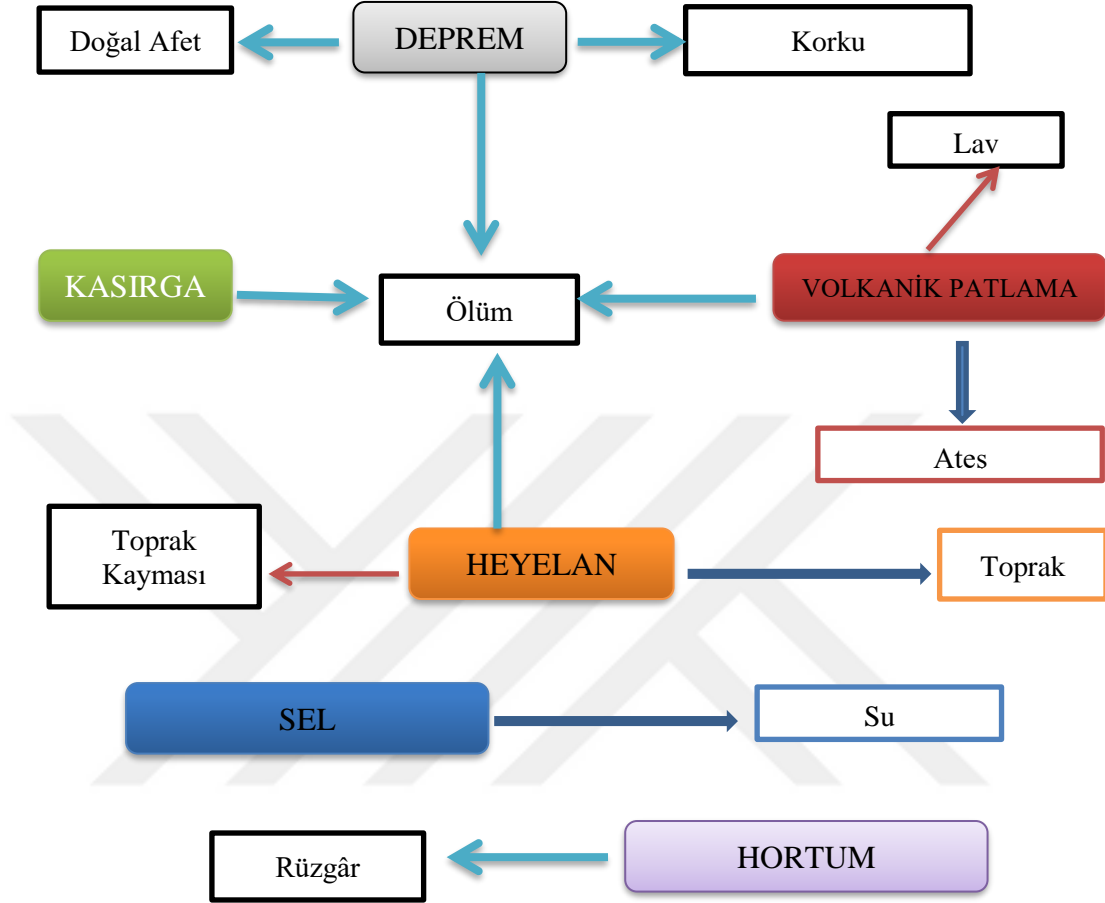 Doğal Afet
DEPREM
Korku
Lav
KASIRGA
Ölüm
VOLKANİK PATLAMA
Ates
Toprak
Kayması
HEYELAN
Toprak
SEL
Su
Rüzgâr
HORTUM